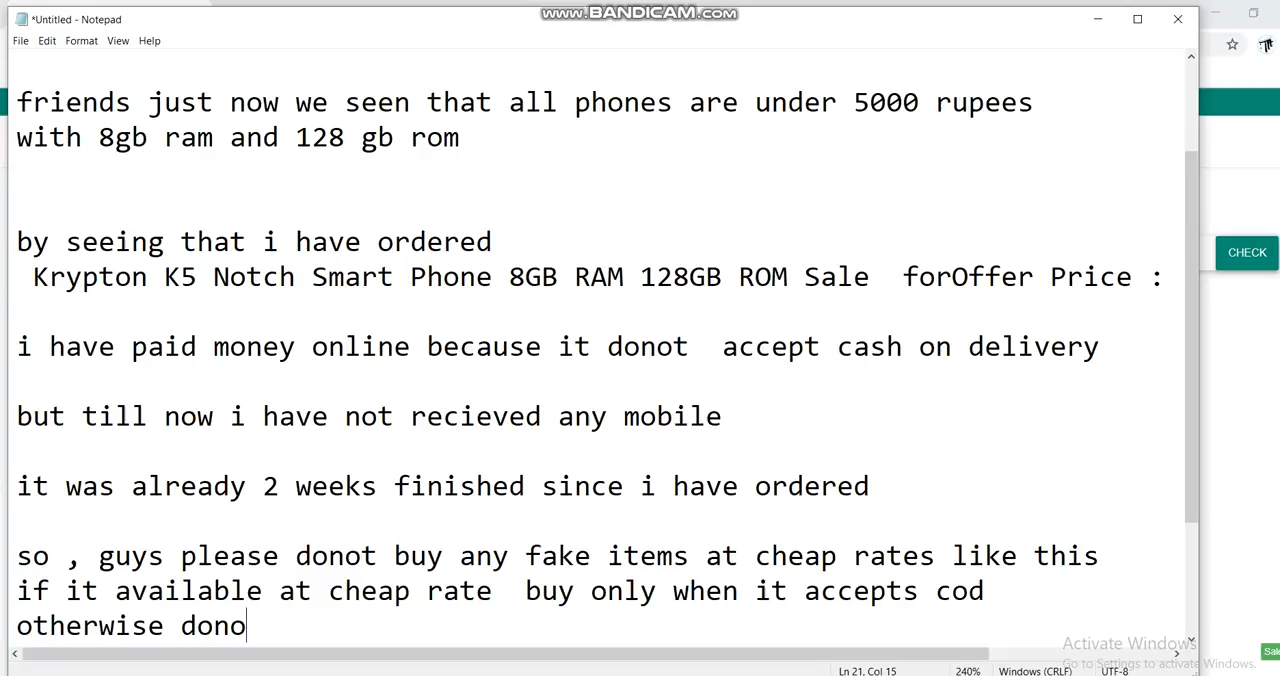 www.BANDICAM.com
*Untitled - Notepad
File Edit Format View Help
friends just now we seen that all phones are under 5000 rupees
with 8gb ram and 128 gb rom
by seeing that i have ordered
Krypton K5 Notch Smart Phone 8GB RAM 128GB ROM Sale  forOffer Price :
CHECK
i have paid money online because it donot  accept cash on delivery
but till now i have not recieved any mobile
it was already 2 weeks finished since i have ordered
so , guys please donot buy any fake items at cheap rates like this
if it available at cheap rate  buy only when it accepts cod
otherwise dono
Activate Windows
Go to Settings to activate Windows.
Sale
Ln 21, Col 15 240% Windows (CRLF) UTF-8